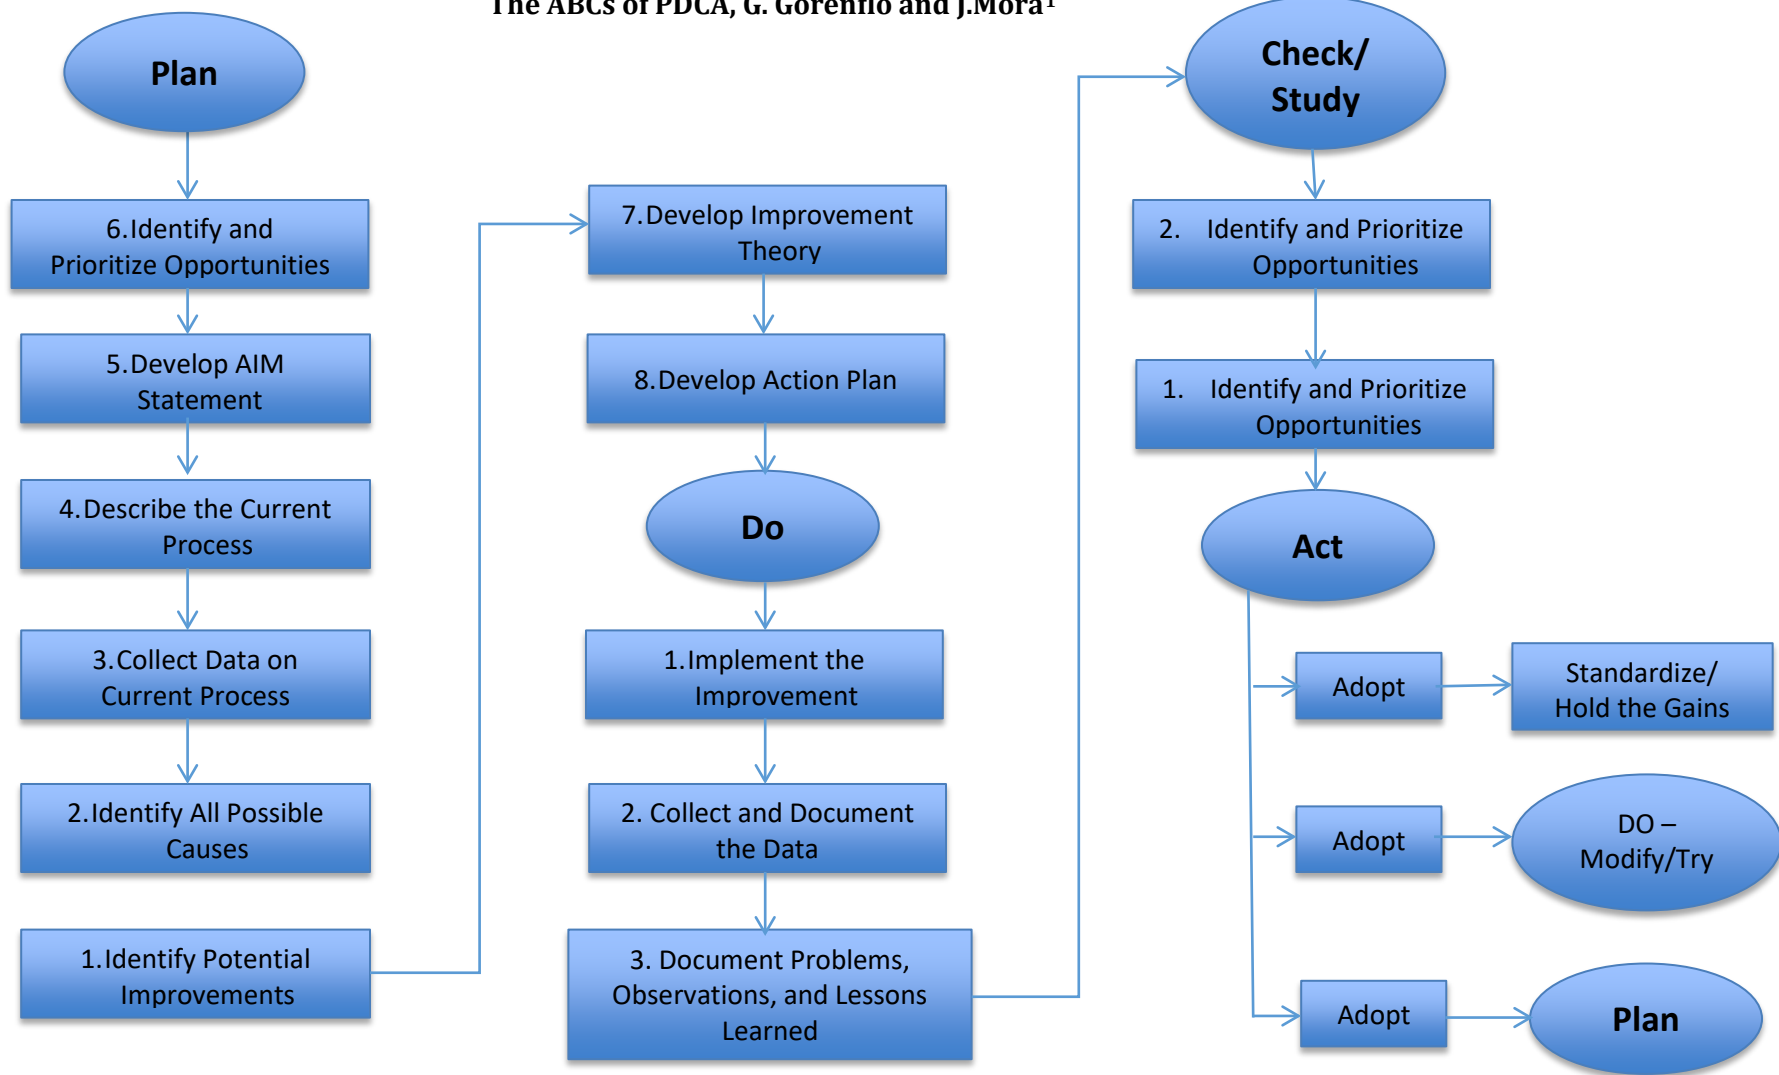 The ABCs of PDCA, G. Gorenflo and J.Mora¹
Plan
6.Identify and
Prioritize Opportunities
5.Develop AIM
Statement
4.Describe the Current
Process
3.Collect Data on
Current Process
2.Identify All Possible
Causes
1.Identify Potential
Improvements
7.Develop Improvement
Theory
8.Develop Action Plan
Do
1.Implement the
Improvement
2. Collect and Document
the Data
3. Document Problems,
Observations, and Lessons
Learned
Check/
Study
2. Identify and Prioritize
Opportunities
1. Identify and Prioritize
Opportunities
Act
Adopt
Standardize/
Hold the Gains
Adopt
DO –
Modify/Try
Adopt
Plan